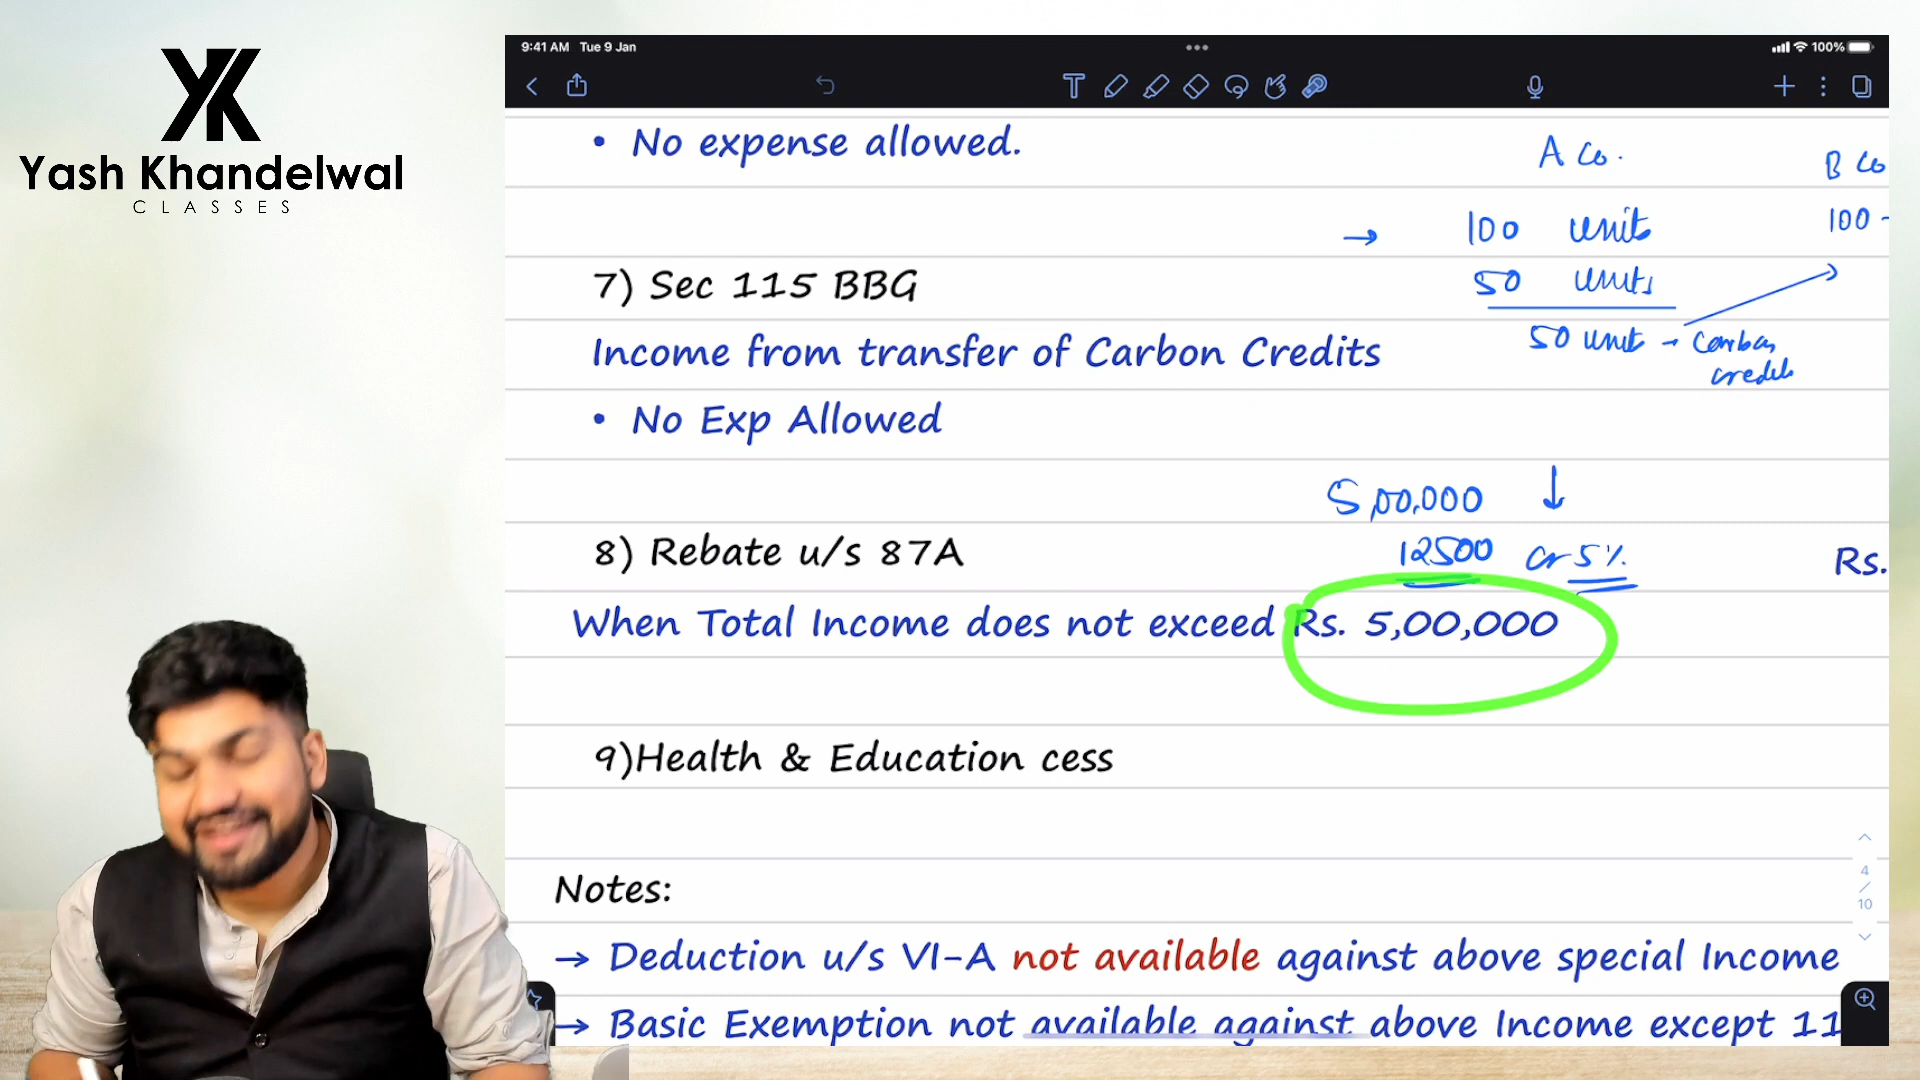 Yash Khandelwal
CLASSES
9:41 AM Tue 9 Jan
100%
• No expense allowed.
A Co.
B Co
→ 100 units
100 -
7) Sec 115 BBG
50 units
Income from transfer of Carbon Credits
50 unit → Carbon
credits
• No Exp Allowed
5,00,000 ↓
8) Rebate u/s 87A
12500 or 5%
Rs.
When Total Income does not exceed Rs. 5,00,000
9)Health & Education cess
4
/
10
Notes:
→ Deduction u/s VI-A not available against above special Income
→ Basic Exemption not available against above Income except 11